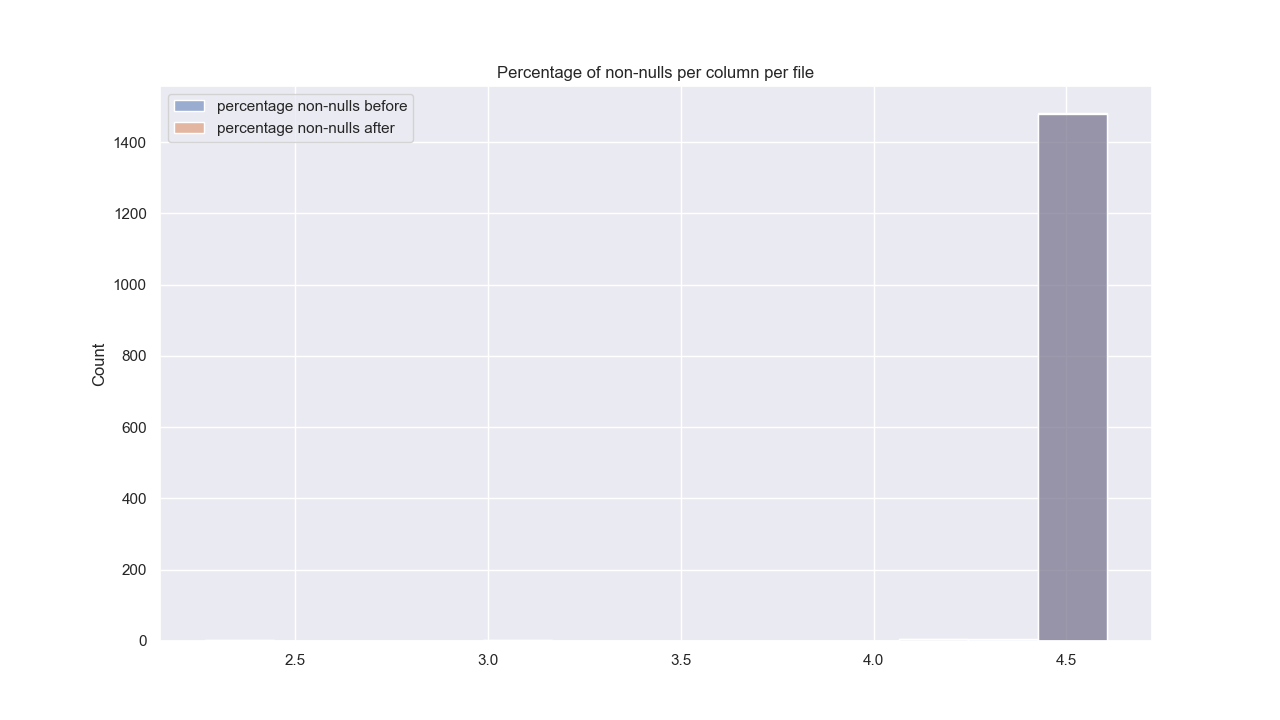 Percentage of non-nulls per column per file
percentage non-nulls before
percentage non-nulls after
Count
1400
1200
1000
800
600
400
200
0
2.5 3.0 3.5 4.0 4.5